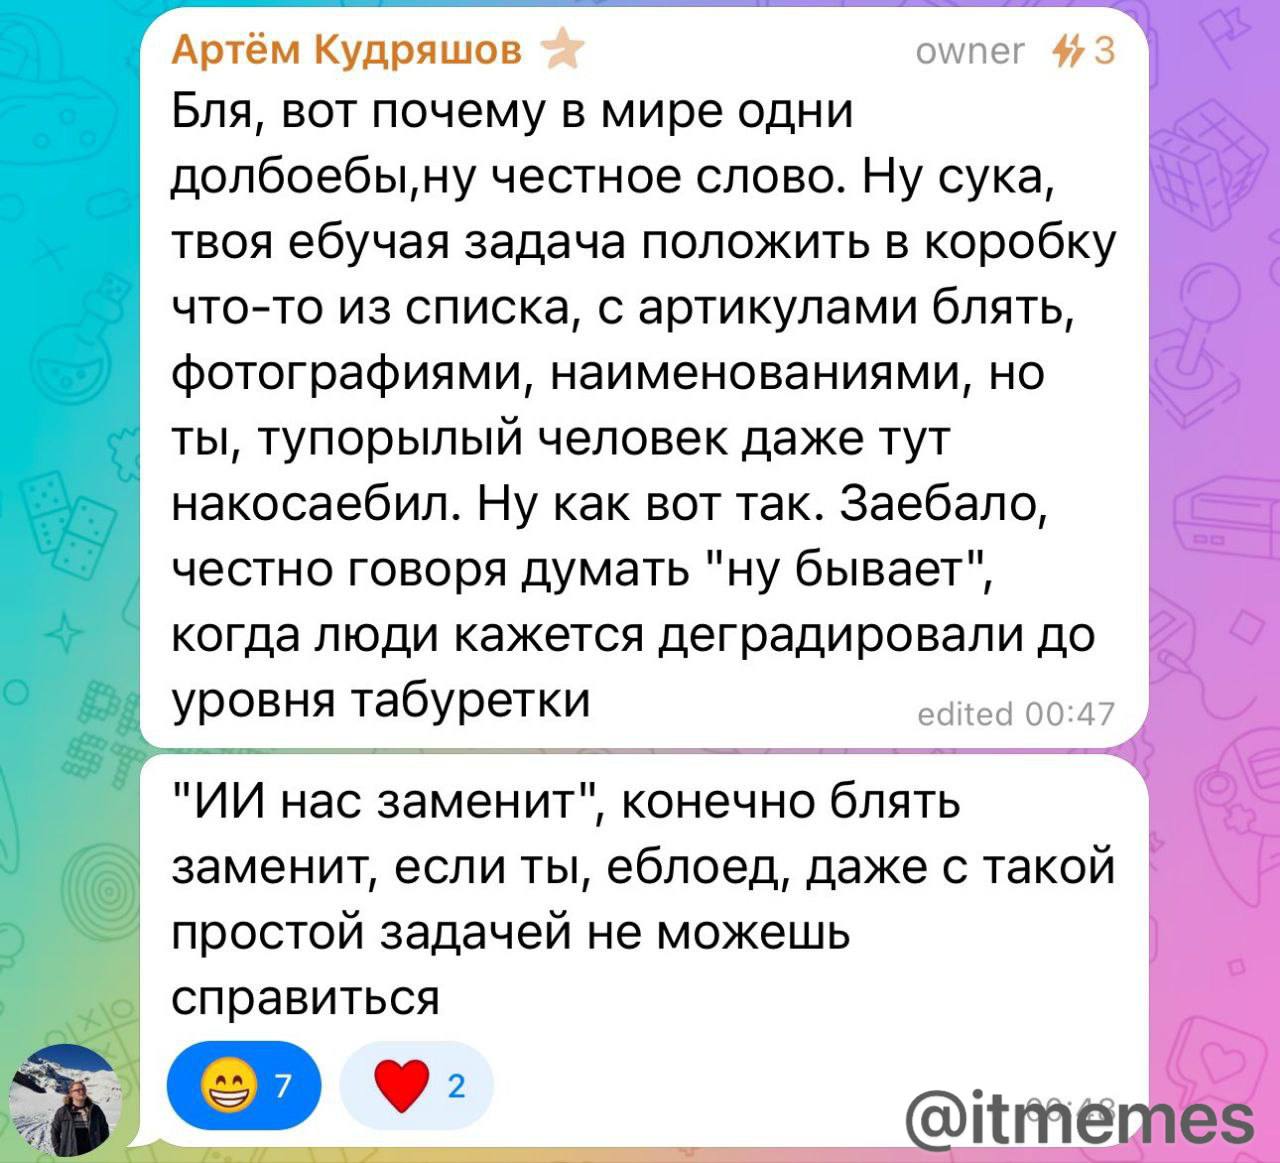 Артём Кудряшов
owner 3
Бля, вот почему в мире одни
долбоебы,ну честное слово. Ну сука,
твоя ебучая задача положить в коробку
что-то из списка, с артикулами блять,
фотографиями, наименованиями, но
ты, тупорылый человек даже тут
накосаебил. Ну как вот так. Заебало,
честно говоря думать "ну бывает",
когда люди кажется деградировали до
уровня табуретки
edited 00:47
"ИИ нас заменит", конечно блять
заменит, если ты, еблоед, даже с такой
простой задачей не можешь
справиться
7
2
00:48
@itmemes